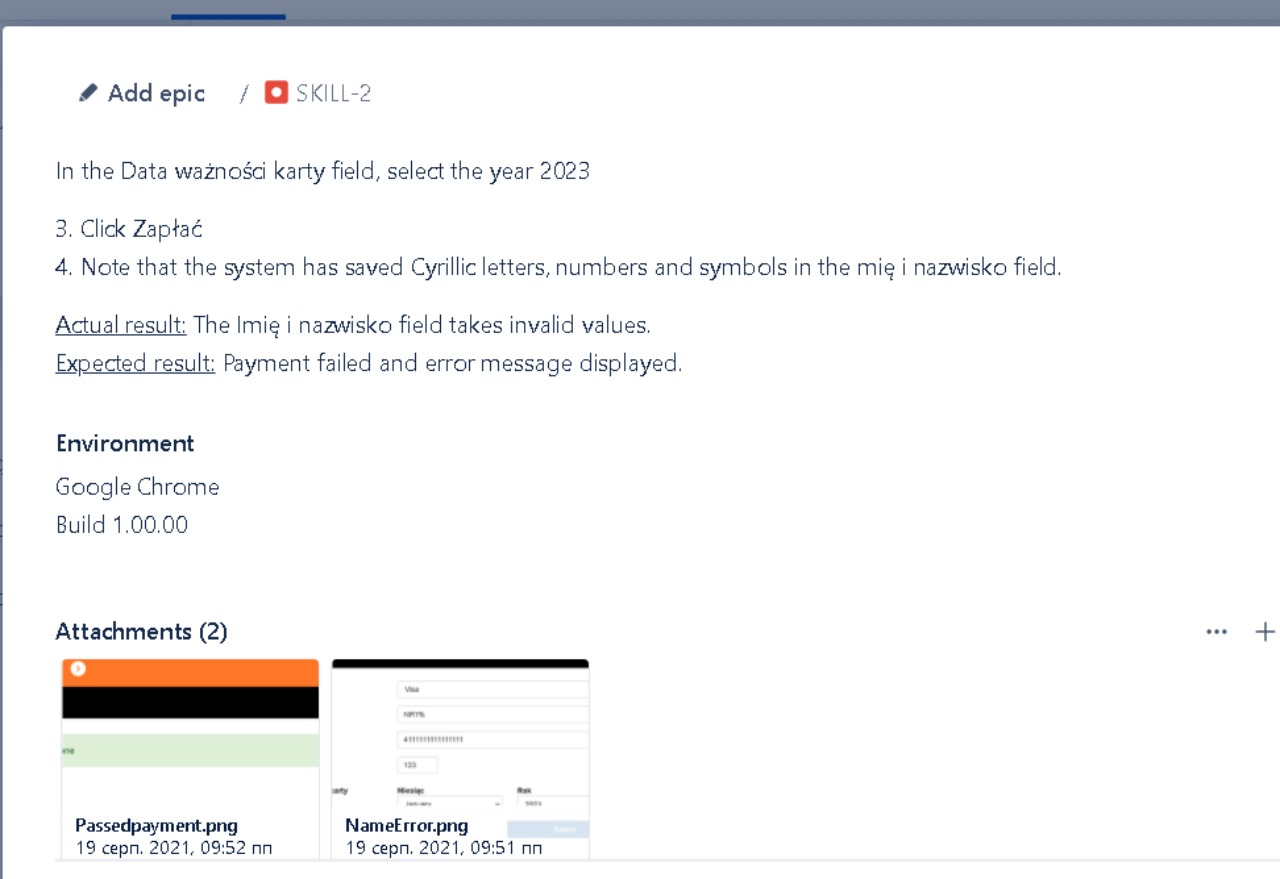 Add epic / SKILL-2
In the Data ważności karty field, select the year 2023
3. Click Zapłać
4. Note that the system has saved Cyrillic letters, numbers and symbols in the mię i nazwisko field.
Actual result: The Imię i nazwisko field takes invalid values.
Expected result: Payment failed and error message displayed.
Environment
Google Chrome
Build 1.00.00
Attachments (2)
Visa
4111111111111111
123
Miesiąc Rok
January 2023
Passedpayment.png
19 серп. 2021, 09:52 пп
NameError.png
19 серп. 2021, 09:51 пп